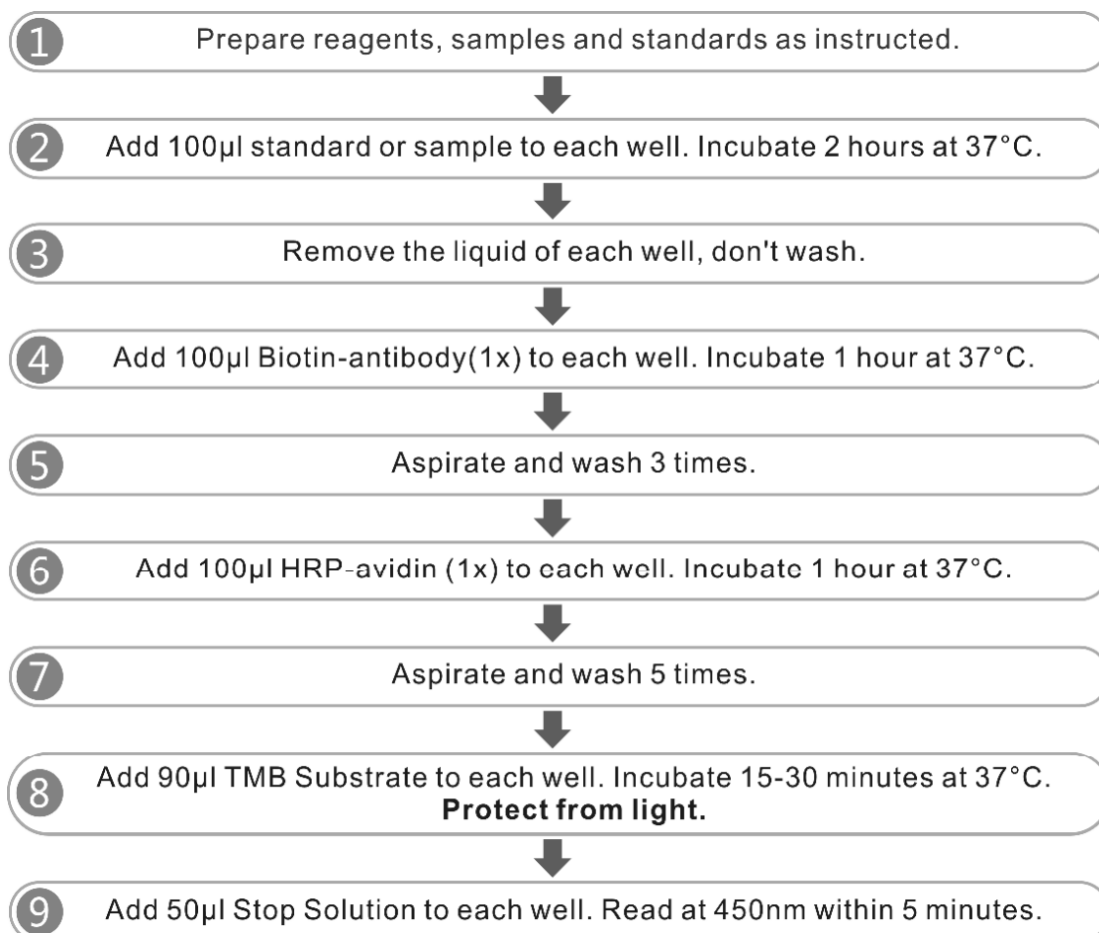 1 Prepare reagents, samples and standards as instructed.
2 Add 100µl standard or sample to each well. Incubate 2 hours at 37°C.
3 Remove the liquid of each well, don't wash.
4 Add 100µl Biotin-antibody(1x) to each well. Incubate 1 hour at 37°C.
5 Aspirate and wash 3 times.
6 Add 100µl HRP-avidin (1x) to each well. Incubate 1 hour at 37°C.
7 Aspirate and wash 5 times.
8 Add 90µl TMB Substrate to each well. Incubate 15-30 minutes at 37°C.
Protect from light.
9 Add 50µl Stop Solution to each well. Read at 450nm within 5 minutes.